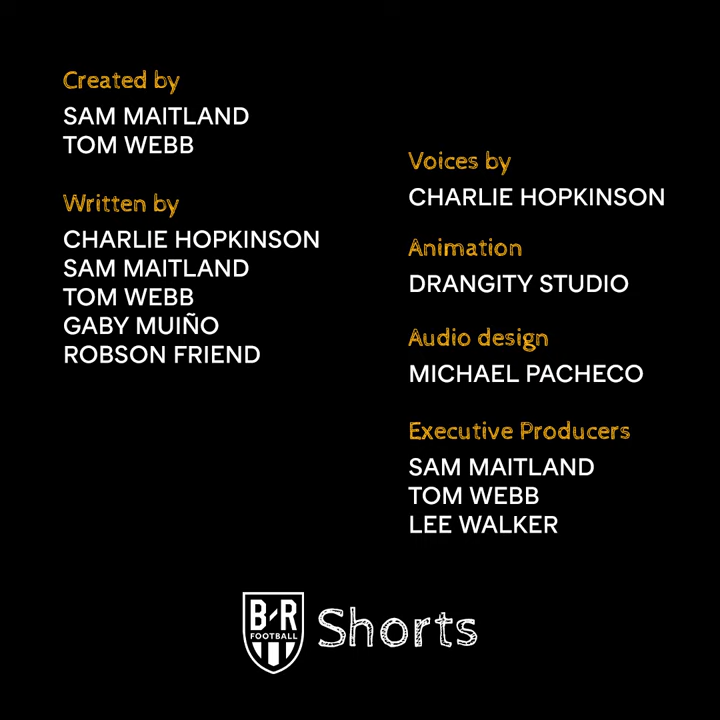 Created by
SAM MAITLAND
TOM WEBB
Written by
CHARLIE HOPKINSON
SAM MAITLAND
TOM WEBB
GABY MUIÑO
ROBSON FRIEND
Voices by
CHARLIE HOPKINSON
Animation
DRANGITY STUDIO
Audio design
MICHAEL PACHECO
Executive Producers
SAM MAITLAND
TOM WEBB
LEE WALKER
B-R
FOOTBALL
Shorts